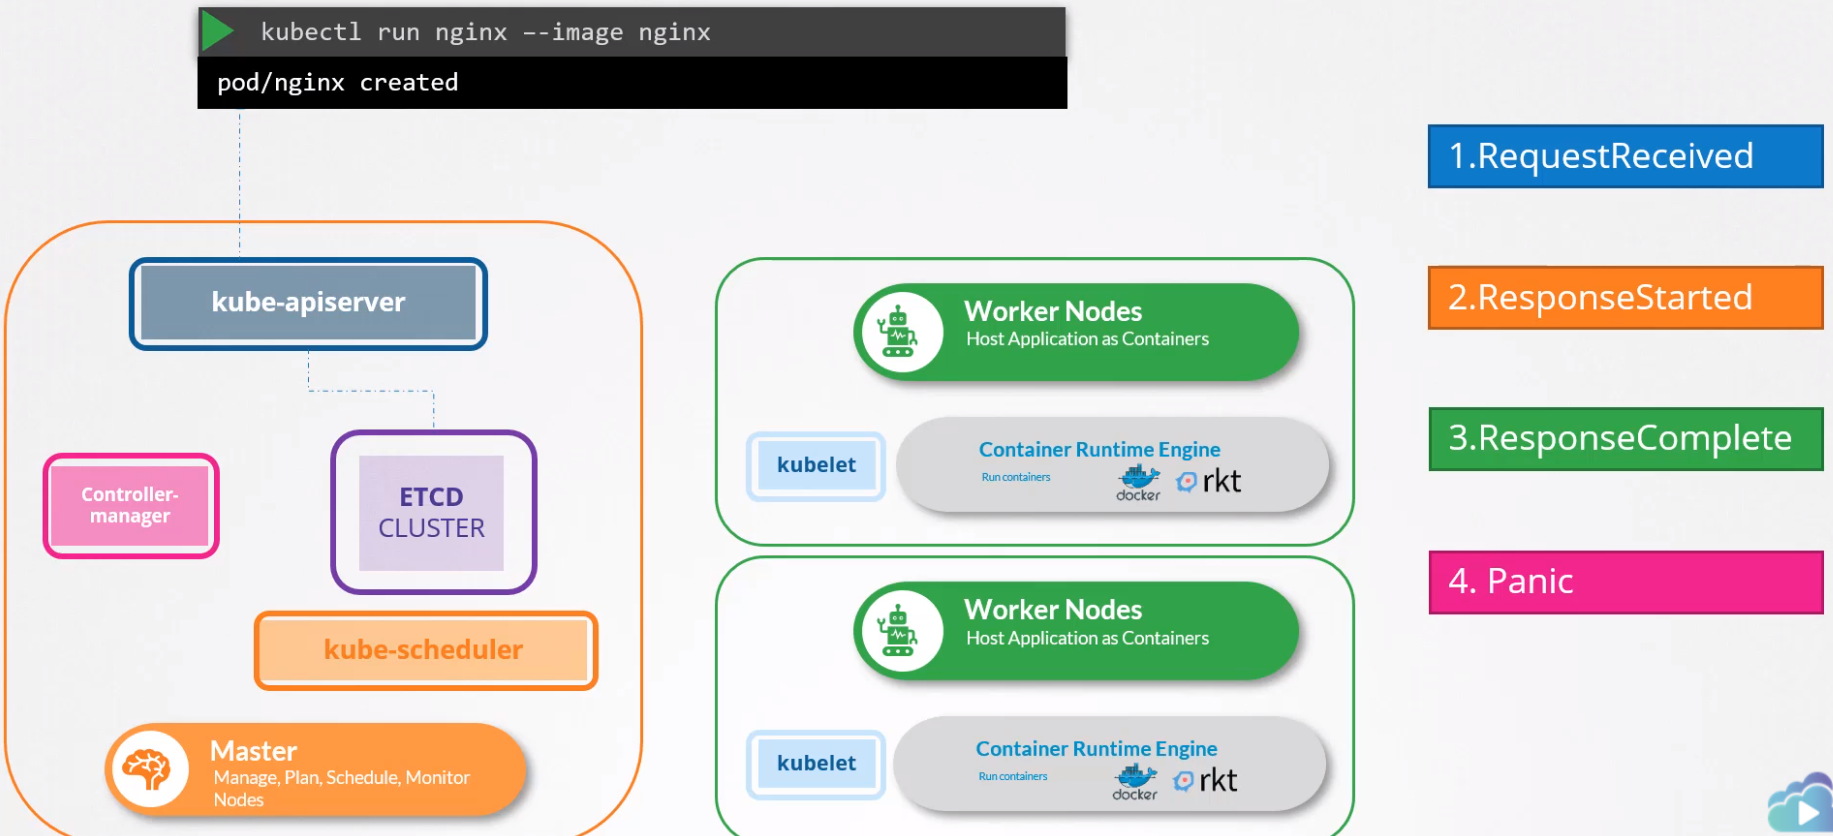 kubectl run nginx –-image nginx
pod/nginx created
kube-apiserver
Controller-
manager
ETCD
CLUSTER
kube-scheduler
Master
Manage, Plan, Schedule, Monitor
Nodes
Worker Nodes
Host Application as Containers
kubelet
Container Runtime Engine
Run containers
docker
rkt
Worker Nodes
Host Application as Containers
kubelet
Container Runtime Engine
Run containers
docker
rkt
1.RequestReceived
2.ResponseStarted
3.ResponseComplete
4. Panic